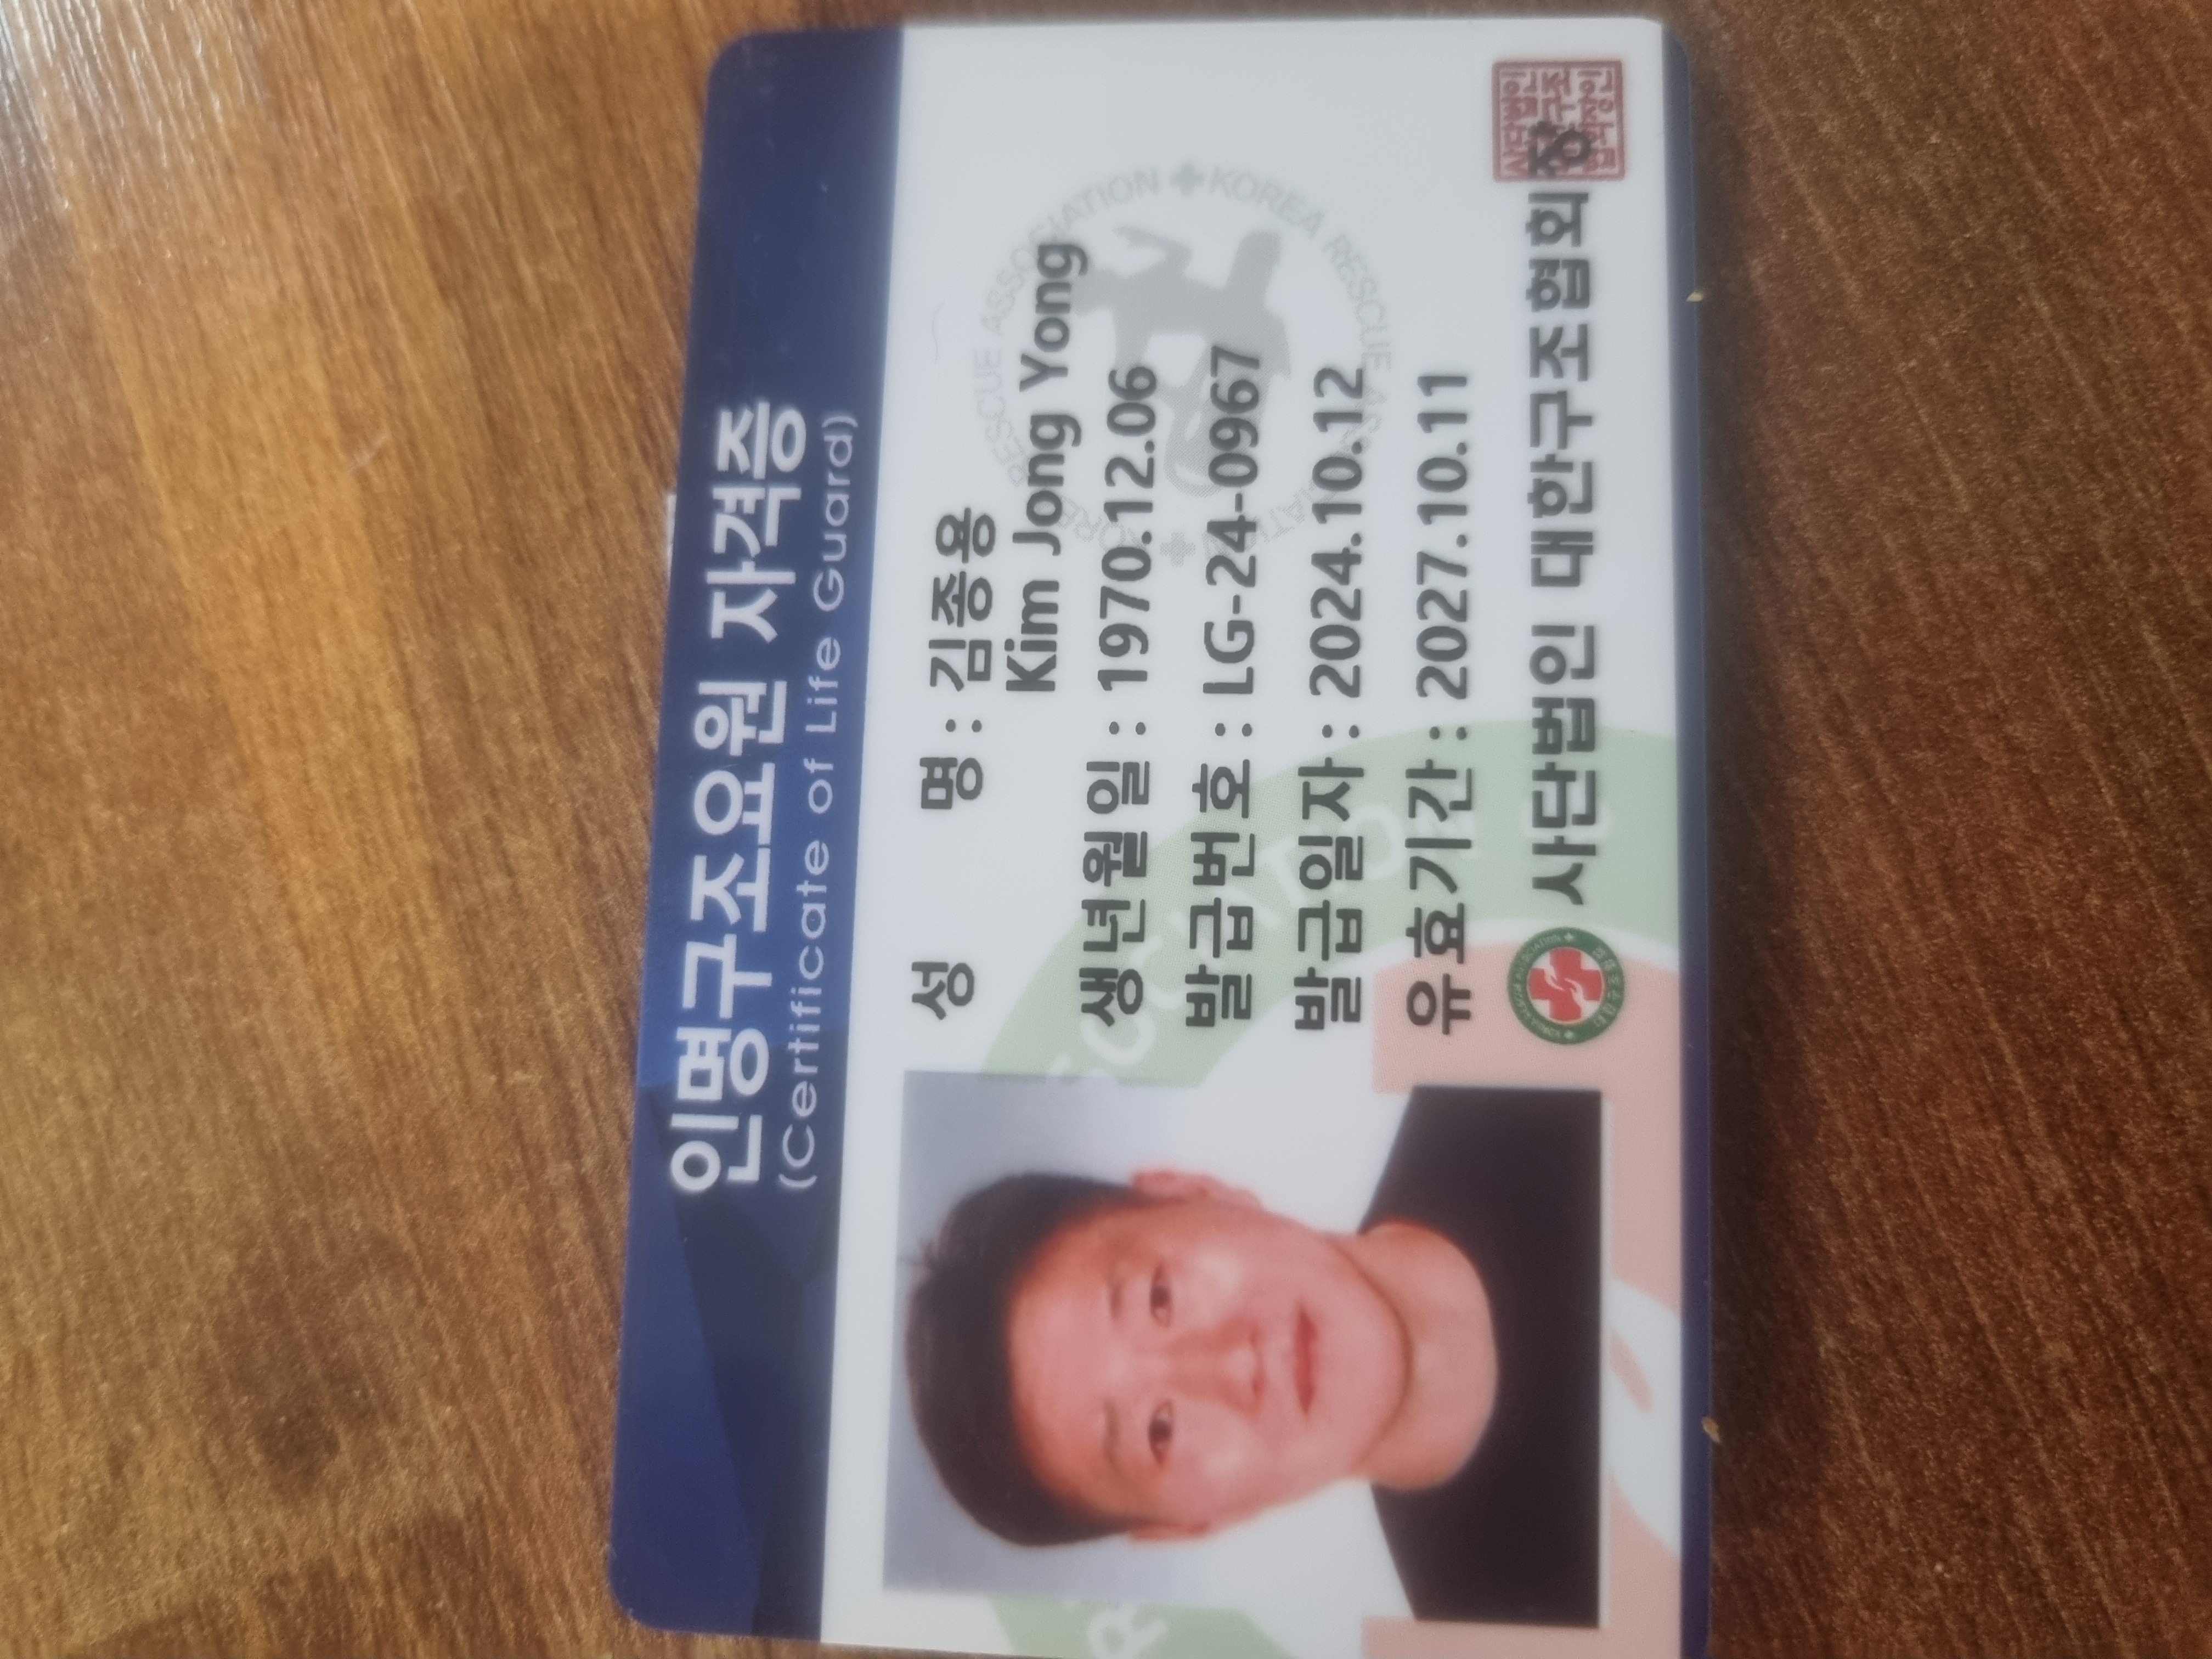 인명구조요원 자격증
(Certificate of Life Guard)
성 명 : 김종용
Kim Jong Yong
생년월일 : 1970.12.06
발급번호 : LG-24-0967
발급일자 : 2024.10.12
유효기간 : 2027.10.11
사단법인 대한구조협회장
KOREA RESCUE ASSOCIATION